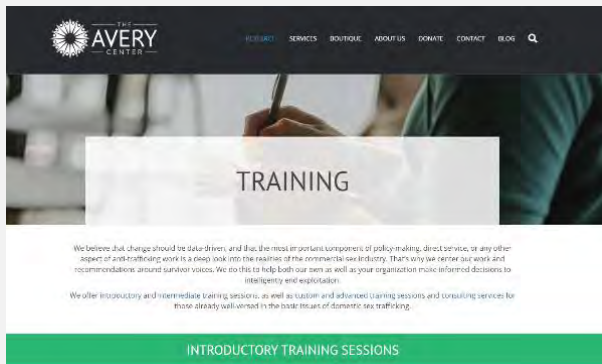 THE
AVERY
CENTER
SERVICES BOUTIQUE ABOUT US DONATE CONTACT BLOG
TRAINING
We believe that change should be data-driven, and that the most important component of policy-making, direct service, or any other
aspect of anti-trafficking work is a deep look into the realities of the commercial sex industry. That's why we center our work and
recommendations around survivor voices. We do this to help both our own as well as your organization make informed decisions to
intelligently end exploitation.
We offer introductory and intermediate training sessions, as well as custom and advanced training sessions and consulting services for
those already well-versed in the basic issues of domestic sex trafficking.
INTRODUCTORY TRAINING SESSIONS